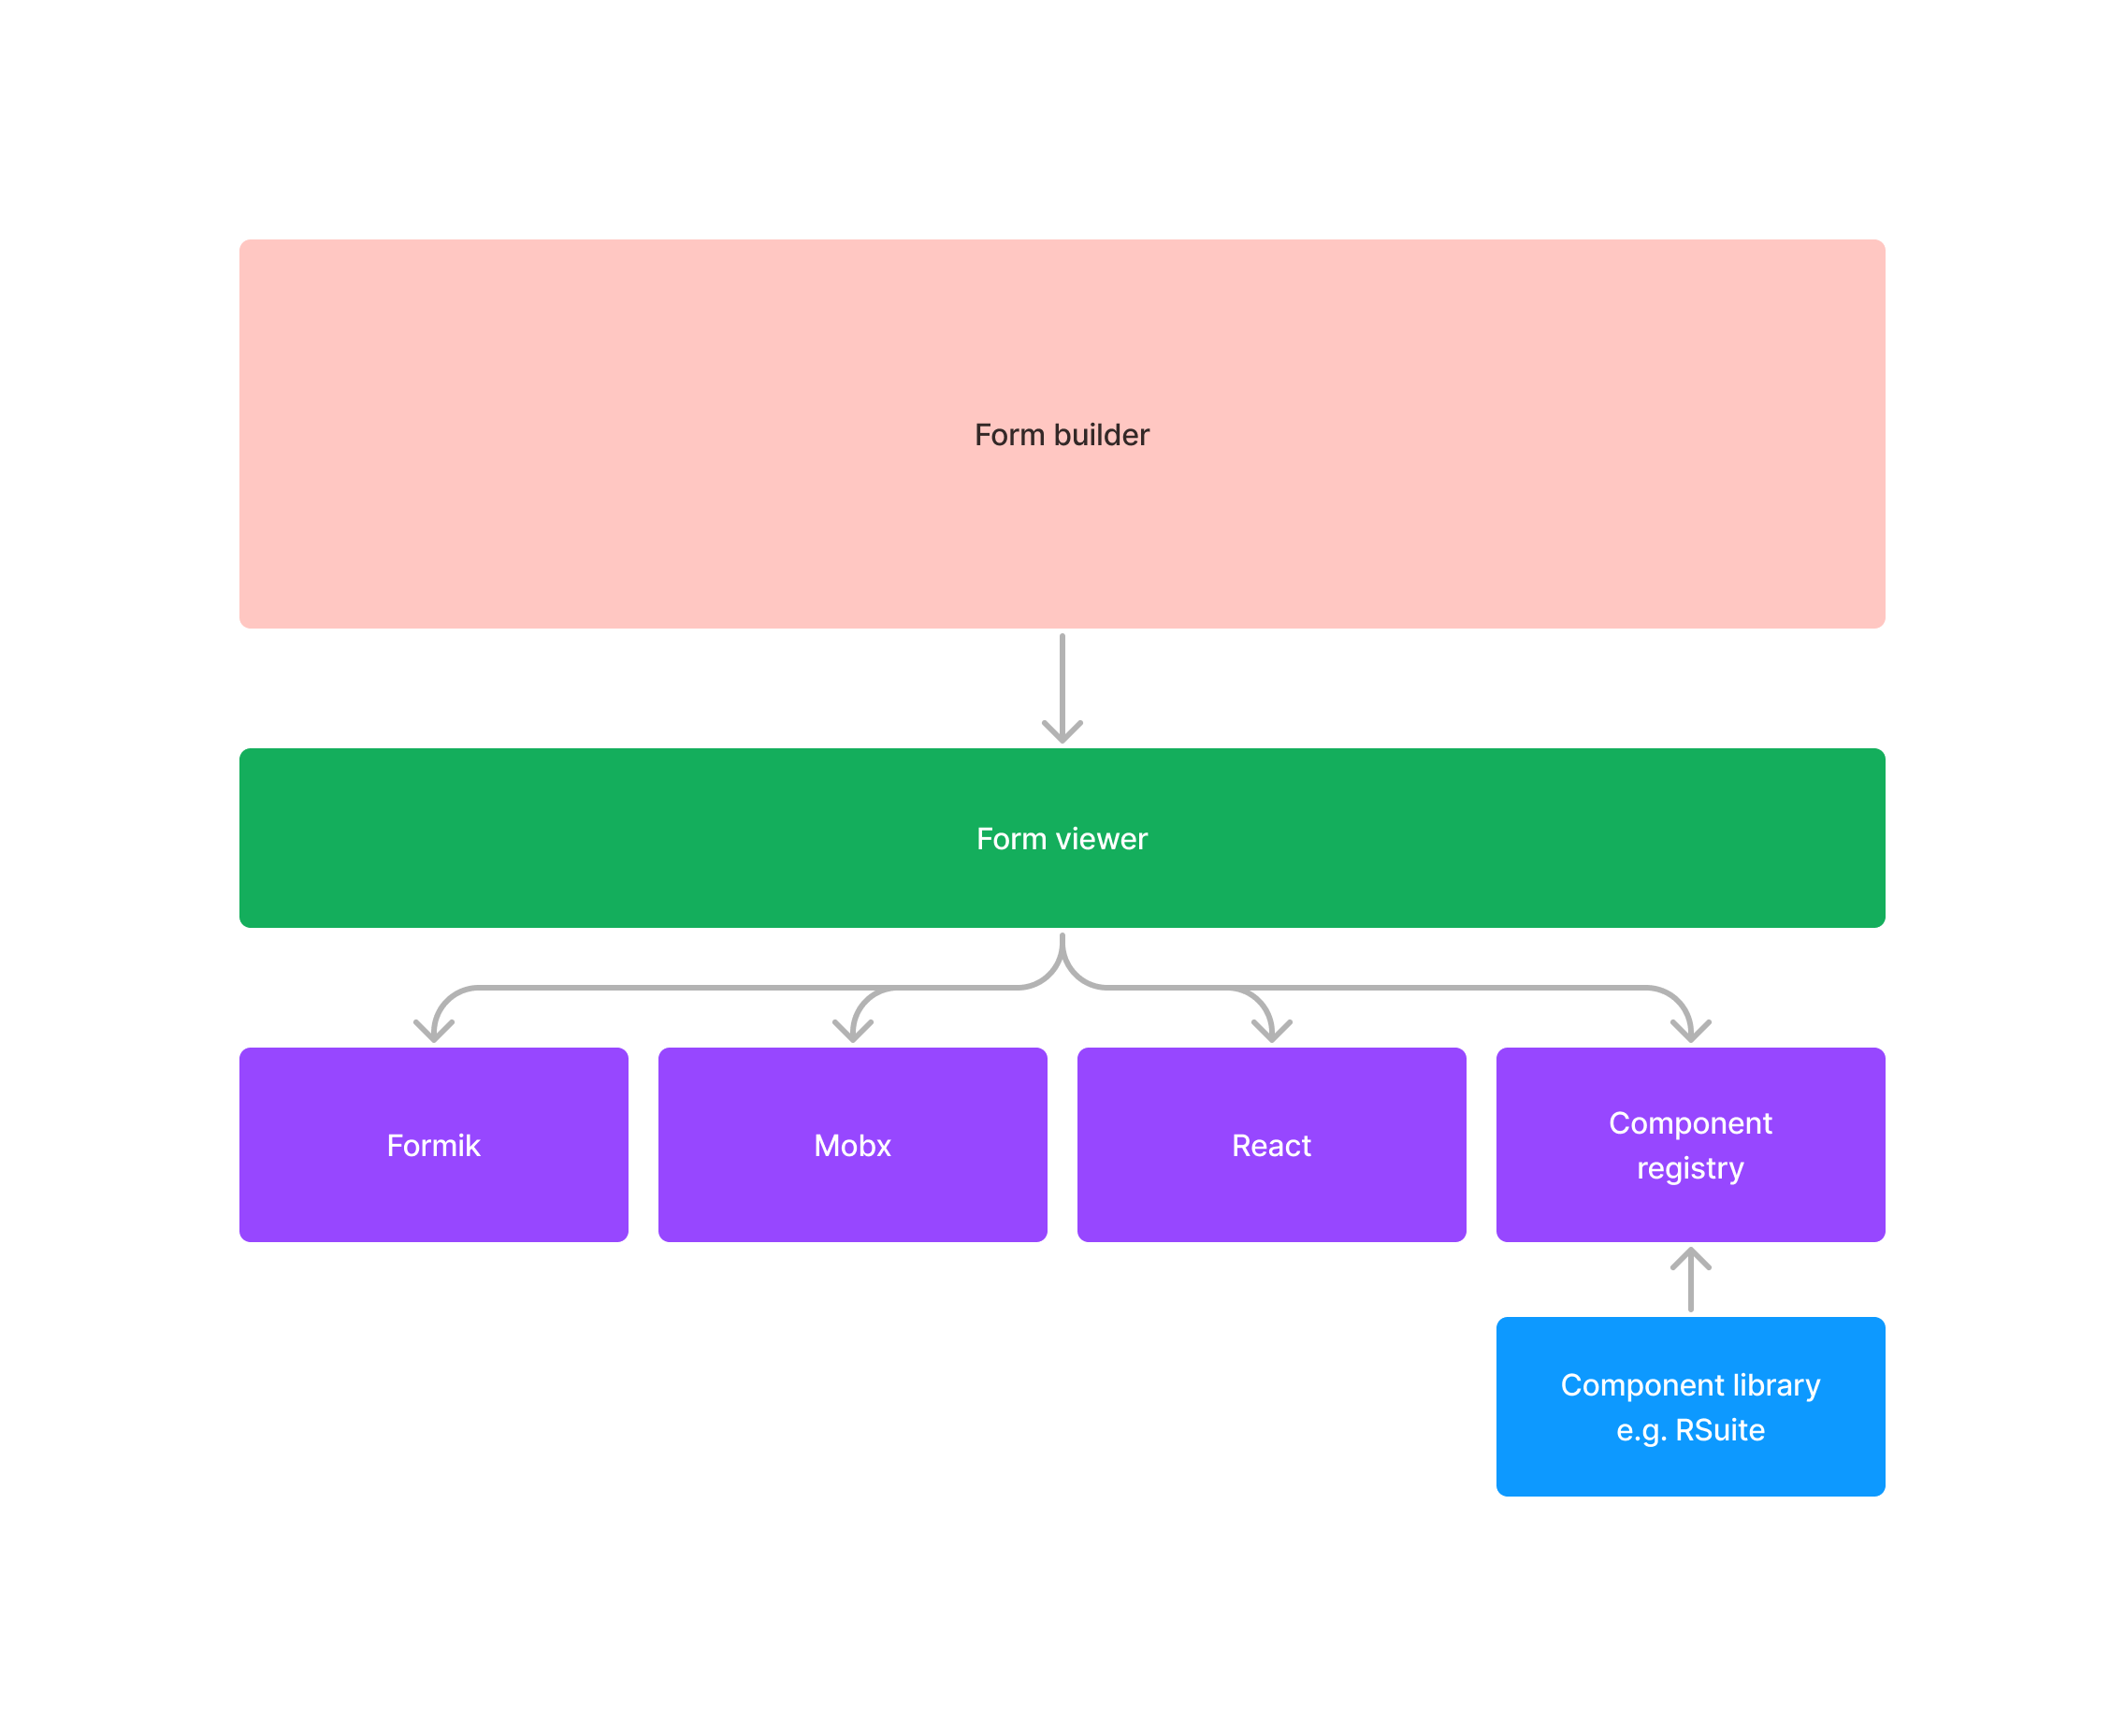 Form builder
Form viewer
Formik
Mobx
React
Component
registry
Component library
e.g. RSuite